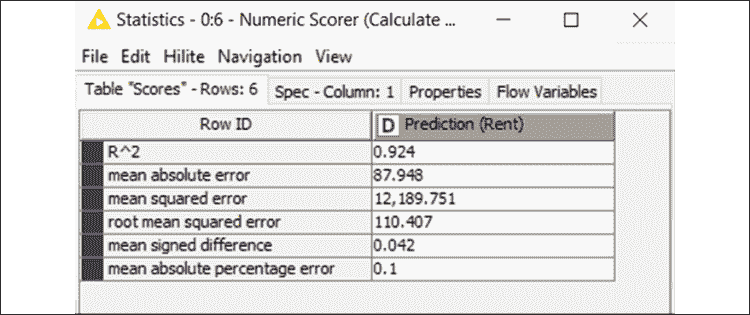 Statistics - 0:6 - Numeric Scorer (Calculate ...
File Edit Hilite Navigation View
Table "Scores" - Rows: 6 Spec - Column: 1 Properties Flow Variables
Row ID D Prediction (Rent)
R^2 0.924
mean absolute error 87.948
mean squared error 12,189.751
root mean squared error 110.407
mean signed difference 0.042
mean absolute percentage error 0.1